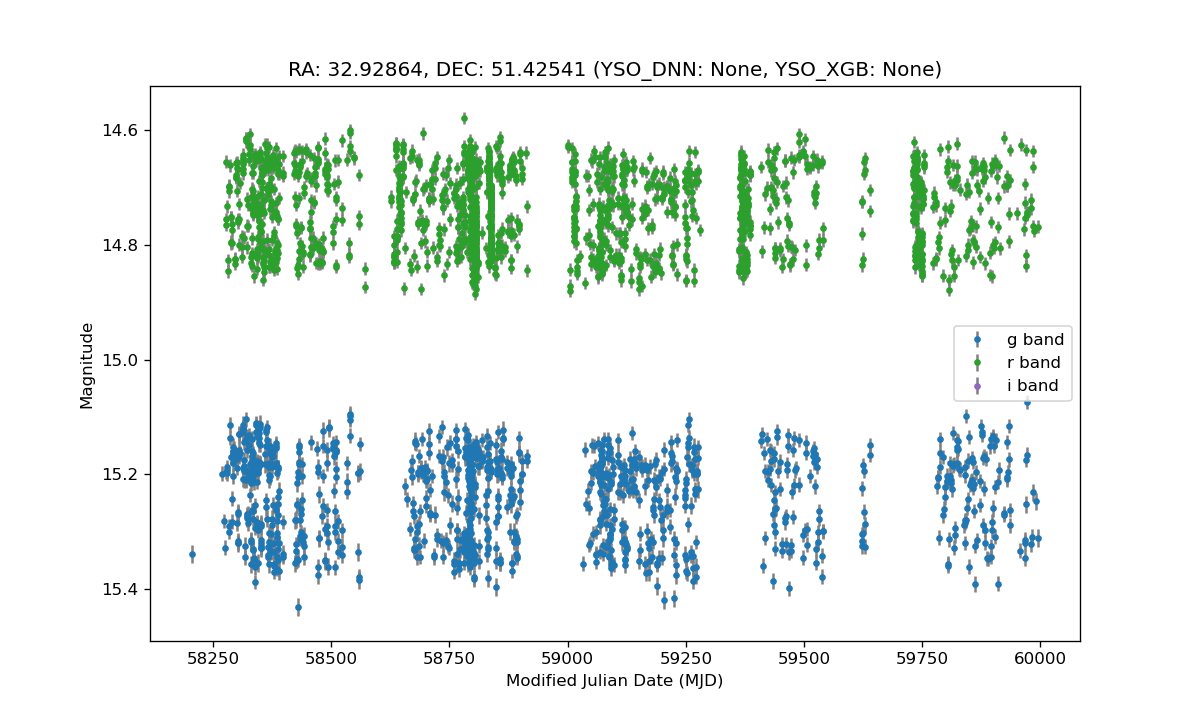 RA: 32.92864, DEC: 51.42541 (YSO_DNN: None, YSO_XGB: None)
14.6
14.8
15.0
15.2
15.4
Magnitude
g band
r band
i band
58250 58500 58750 59000 59250 59500 59750 60000
Modified Julian Date (MJD)